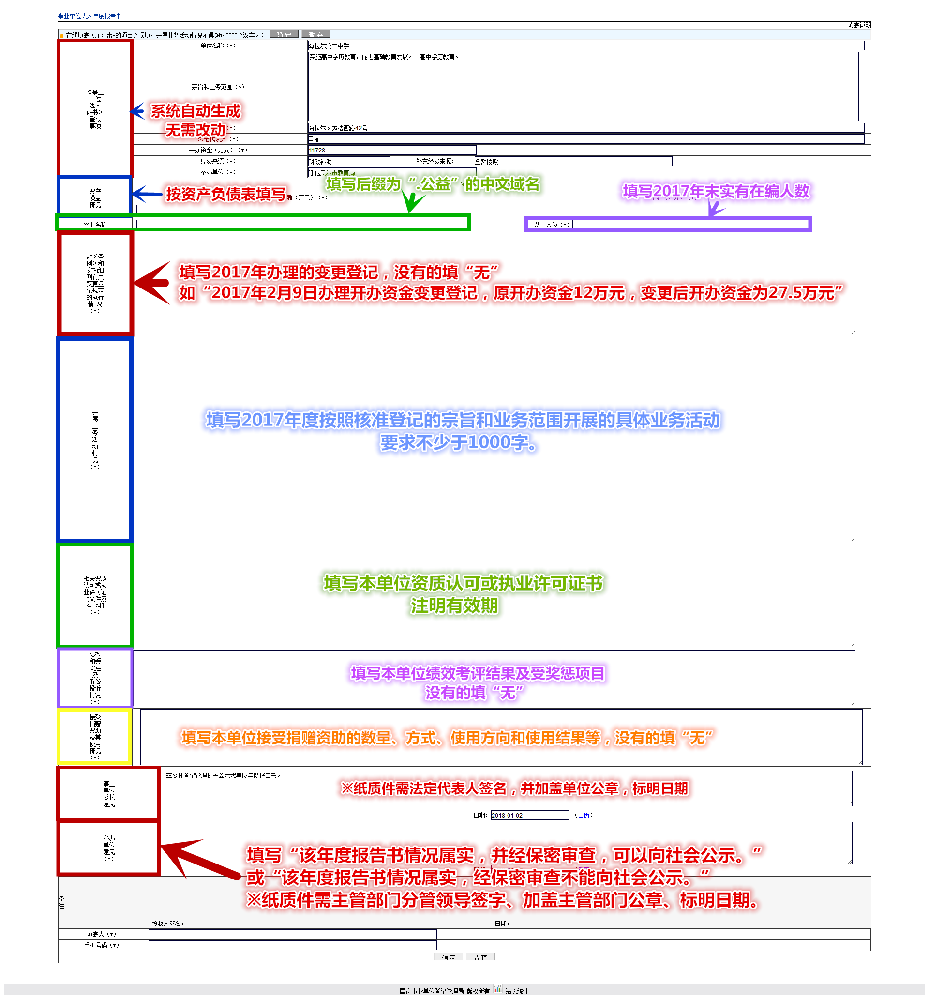 事业单位法人年度报告书
填表说明
在线填表（注：带*的项目必须填，开展业务活动情况不得超过5000个汉字。） 确 定 暂 存
《事业
单位
法人
证书》
登载
事项
单位名称（*） 海拉尔第二中学
宗旨和业务范围（*） 实施高中学历教育，促进基础教育发展。 高中学历教育。
系统自动生成
无需改动
（*） 海拉尔区越桔西路42号
法定代表人（*） 马丽
开办资金（万元）（*） 11728
经费来源（*） 财政补助 补充经费来源： 全额拨款
举办单位（*） 呼伦贝尔市教育局
资产
损益
情况
按资产负债表填写
填写后缀为“.公益”的中文域名
填写2017年末实有在编人数
数（万元）（*）
网上名称 从业人员（*）
对《条
例》和
实施细
则有关
变更登
记规定
的执行
情 况
（*）
填写2017年办理的变更登记，没有的填“无”
如“2017年2月9日办理开办资金变更登记，原开办资金12万元，变更后开办资金为27.5万元”
开
展
业
务
活
动
情
况
（*）
填写2017年度按照核准登记的宗旨和业务范围开展的具体业务活动
要求不少于1000字。
相关资质
认可或执
业许可证
明文件及
有效期
（*）
填写本单位资质认可或执业许可证书
注明有效期
绩效
和受
奖惩
及
诉讼
投诉
情况
（*）
填写本单位绩效考评结果及受奖惩项目
没有的填“无”
接受
捐赠
资助
及其
使用
情况
（*）
填写本单位接受捐赠资助的数量、方式、使用方向和使用结果等，没有的填“无”
事业
单位
委托
意见
兹委托登记管理机关公示我单位年度报告书。
※纸质件需法定代表人签名，并加盖单位公章，标明日期
日期：2018-01-02 （日历）
举办
单位
意见
（*）
填写“该年度报告书情况属实，并经保密审查，可以向社会公示。”
或“该年度报告书情况属实，经保密审查不能向社会公示。”
※纸质件需主管部门分管领导签字、加盖主管部门公章、标明日期。
备
注
接收人签名： 日期：
填表人（*）
手机号码（*）
确 定 暂 存
国家事业单位登记管理局 版权所有 站长统计